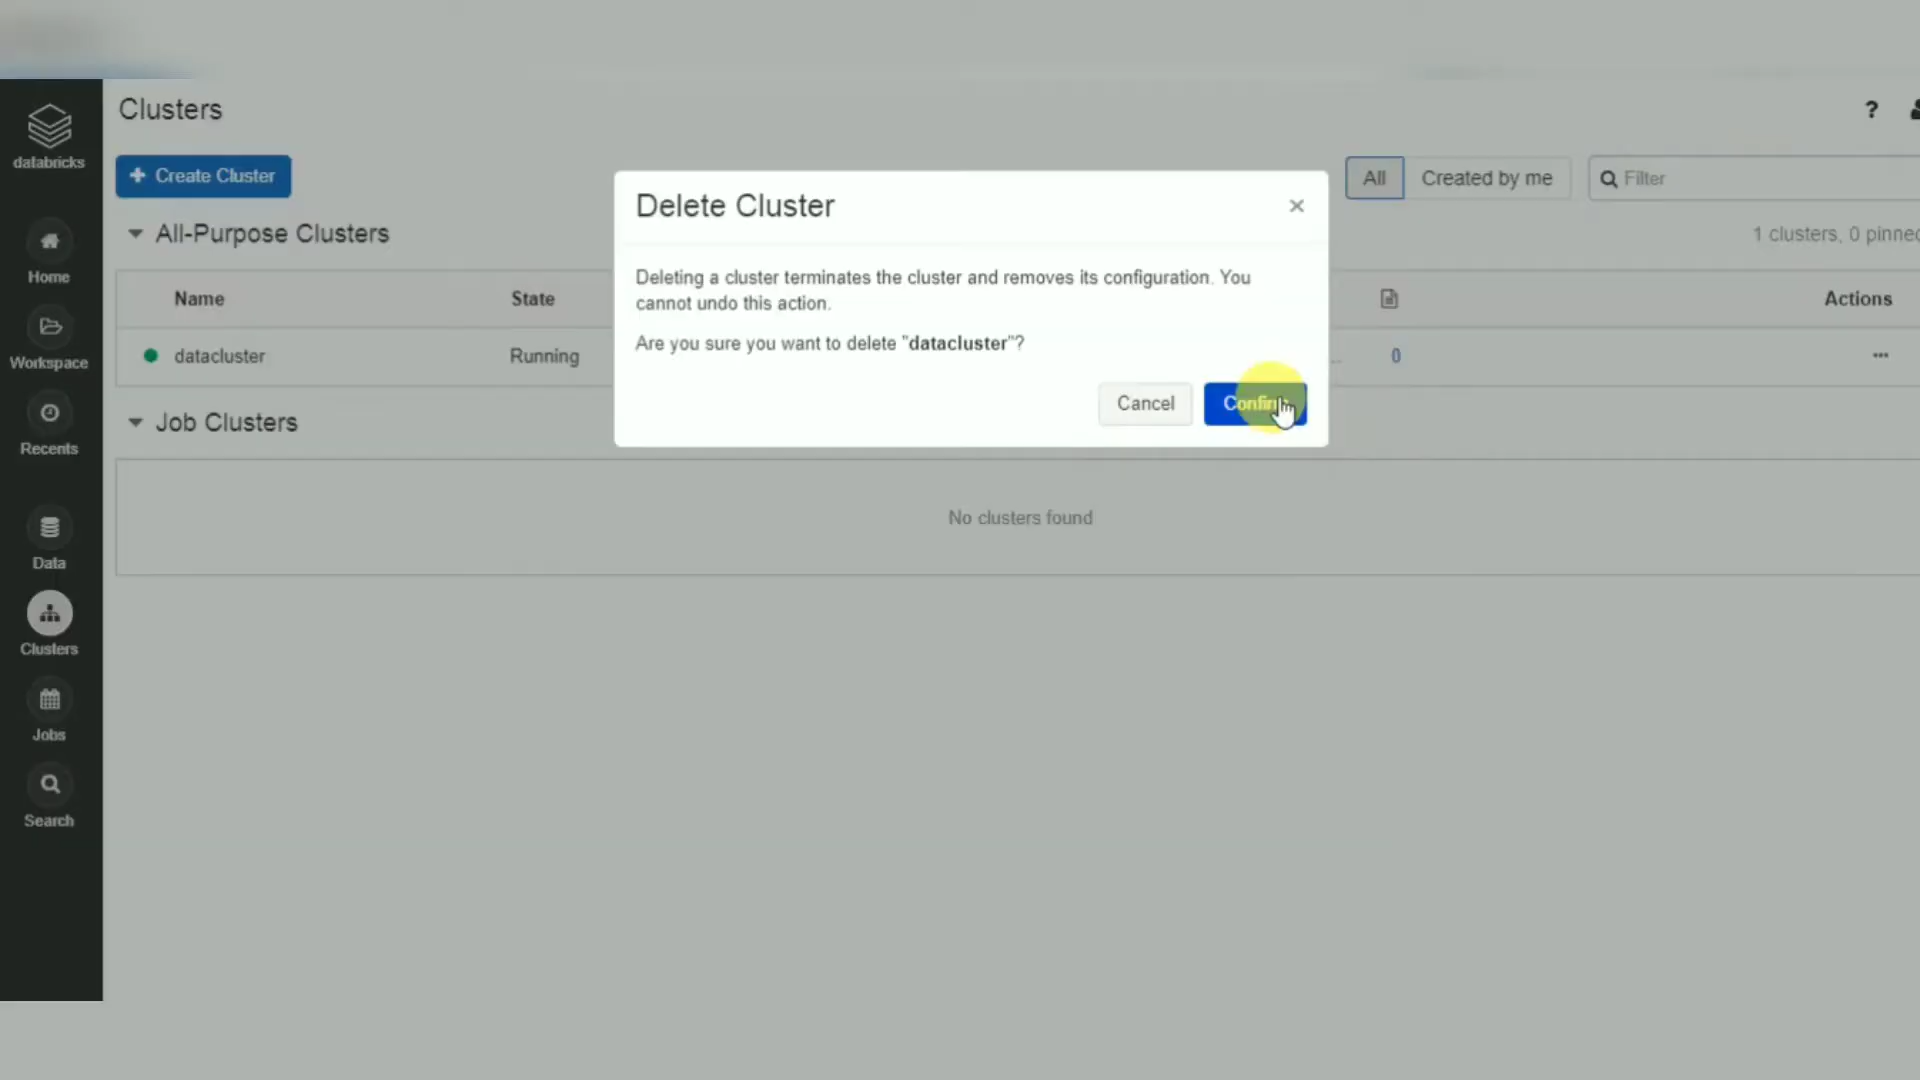 databricks
Home
Workspace
Recents
Data
Clusters
Jobs
Search
Clusters
?
+ Create Cluster
All
Created by me
Filter
All-Purpose Clusters
1 clusters, 0 pinned
Name
State
Actions
datacluster
Running
0
...
Job Clusters
No clusters found
Delete Cluster
×
Deleting a cluster terminates the cluster and removes its configuration. You
cannot undo this action.
Are you sure you want to delete "datacluster"?
Cancel
Confirm